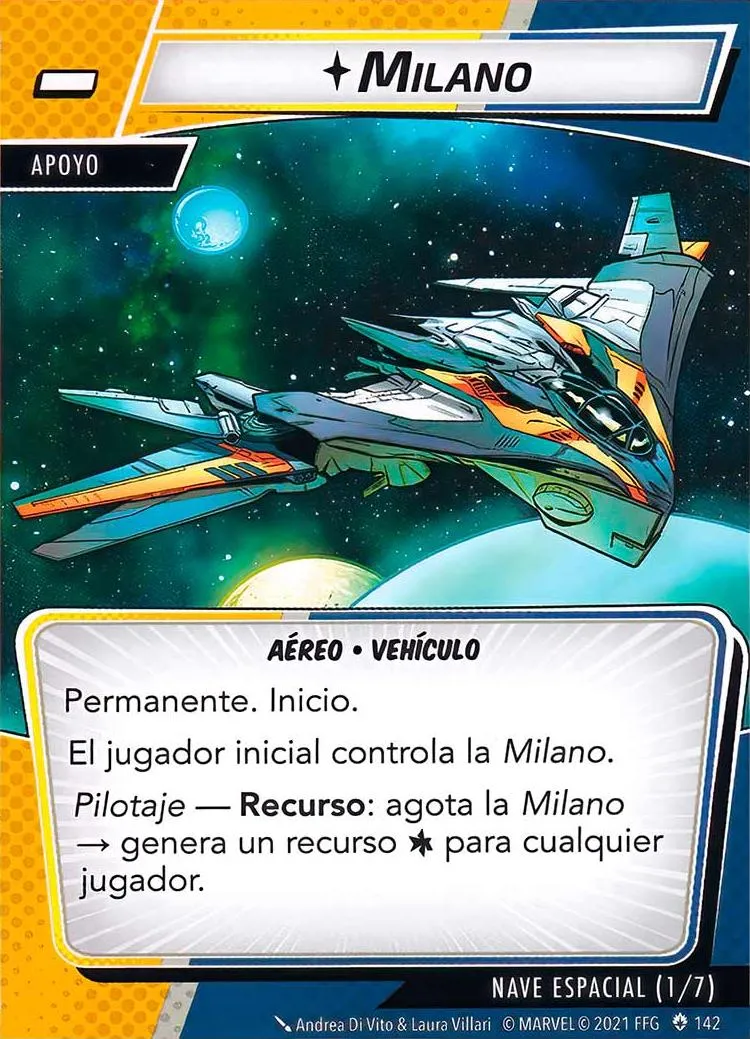 Milano
APOYO
AÉREO • VEHÍCULO
Permanente. Inicio.
El jugador inicial controla la Milano.
Pilotaje — Recurso: agota la Milano
→ genera un recurso para cualquier
jugador.
NAVE ESPACIAL (1/7)
Andrea Di Vito & Laura Villari © MARVEL © 2021 FFG 142